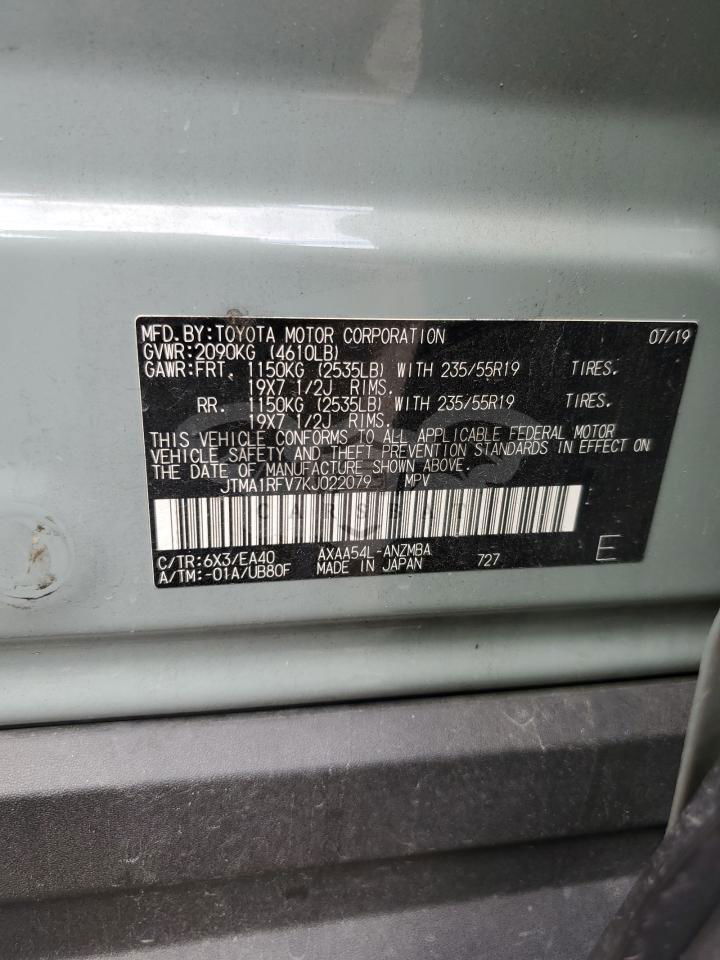 MFD.BY:TOYOTA MOTOR CORPORATION 07/19
GVWR:2090KG (4610LB)
GAWR:FRT. 1150KG (2535LB) WITH 235/55R19 TIRES.
19X7 1/2J RIMS.
RR. 1150KG (2535LB) WITH 235/55R19 TIRES.
19X7 1/2J RIMS.
THIS VEHICLE CONFORMS TO ALL APPLICABLE FEDERAL MOTOR
VEHICLE SAFETY AND THEFT PREVENTION STANDARDS IN EFFECT ON
THE DATE OF MANUFACTURE SHOWN ABOVE.
JTMA1RFV7KJ022079 MPV
C/TR:6X3/EA40 AXAA54L-ANZMBA 727 E
A/TM:-01A/UB80F MADE IN JAPAN